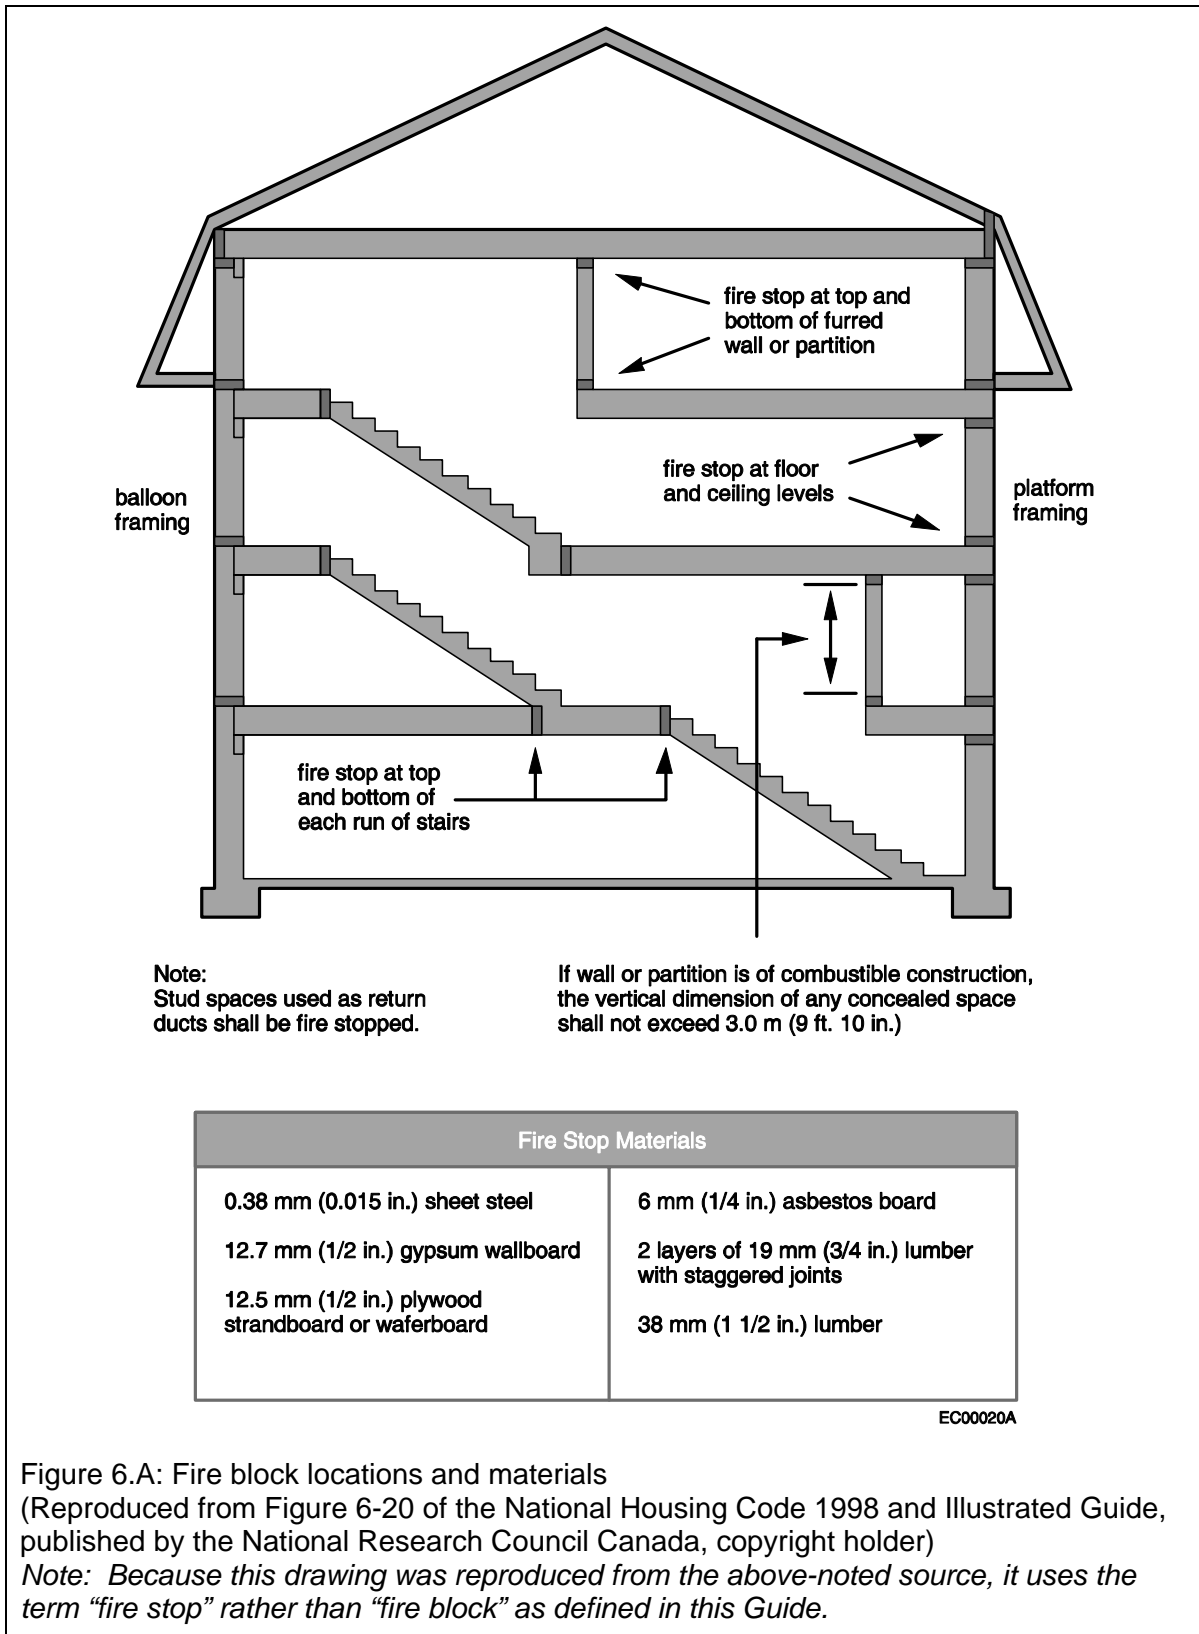 fire stop at top and
bottom of furred
wall or partition
fire stop at floor
and ceiling levels
balloon
framing
platform
framing
fire stop at top
and bottom of
each run of stairs
Note:
Stud spaces used as return
ducts shall be fire stopped.
If wall or partition is of combustible construction,
the vertical dimension of any concealed space
shall not exceed 3.0 m (9 ft. 10 in.)
Fire Stop Materials
0.38 mm (0.015 in.) sheet steel
12.7 mm (1/2 in.) gypsum wallboard
12.5 mm (1/2 in.) plywood
strandboard or waferboard
6 mm (1/4 in.) asbestos board
2 layers of 19 mm (3/4 in.) lumber
with staggered joints
38 mm (1 1/2 in.) lumber
EC00020A
Figure 6.A: Fire block locations and materials
(Reproduced from Figure 6-20 of the National Housing Code 1998 and Illustrated Guide,
published by the National Research Council Canada, copyright holder)
Note:  Because this drawing was reproduced from the above-noted source, it uses the
term “fire stop” rather than “fire block” as defined in this Guide.